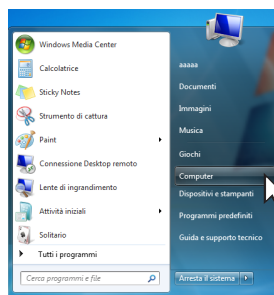 Windows Media Center
Calcolatrice
Sticky Notes
Strumento di cattura
Paint
Connessione Desktop remoto
Lente di ingrandimento
Attività iniziali
Solitario
Tutti i programmi
Cerca programmi e file
aaaaa
Documenti
Immagini
Musica
Giochi
Computer
Dispositivi e stampanti
Programmi predefiniti
Guida e supporto tecnico
Arresta il sistema